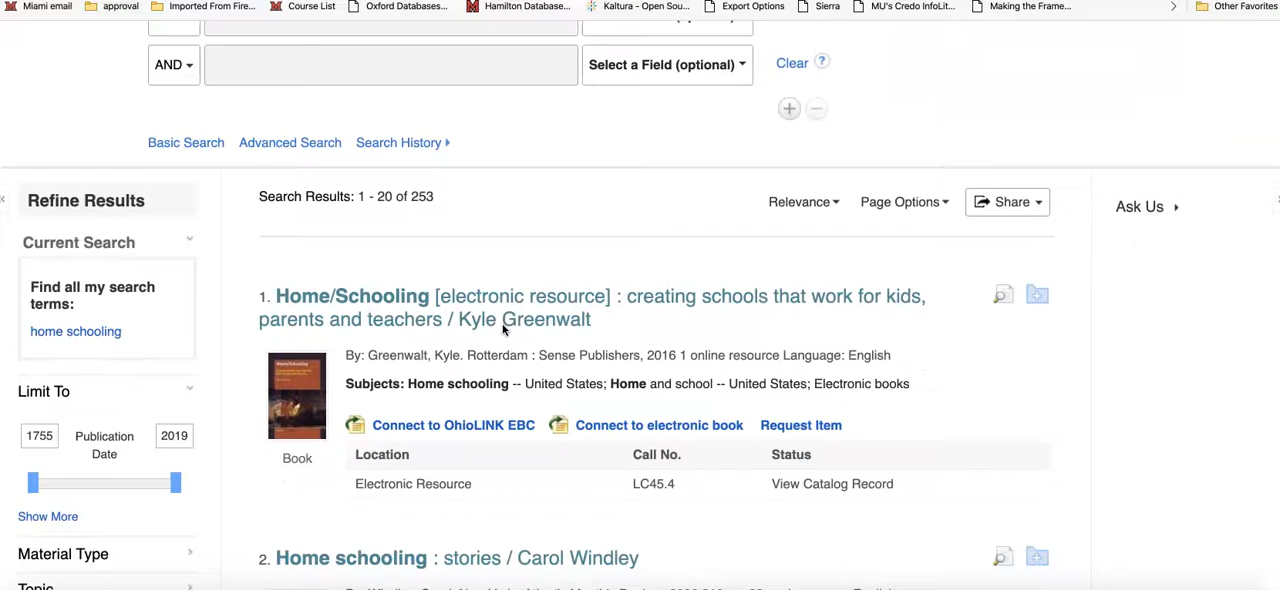 Miami email approval Imported From Fire... Course List Oxford Databases... Hamilton Database... Kaltura - Open Sou... Export Options Sierra MU's Credo InfoLit... Making the Frame... Other Favorites
AND Select a Field (optional) Clear ?
Basic Search Advanced Search Search History
Refine Results
Current Search
Find all my search
terms:
home schooling
Limit To
1755 Publication Date 2019
Show More
Material Type
Topic
Search Results: 1 - 20 of 253 Relevance Page Options Share
1. Home/Schooling [electronic resource] : creating schools that work for kids,
parents and teachers / Kyle Greenwalt
By: Greenwalt, Kyle. Rotterdam : Sense Publishers, 2016 1 online resource Language: English
Subjects: Home schooling -- United States; Home and school -- United States; Electronic books
Connect to OhioLINK EBC Connect to electronic book Request Item
Book
Location Call No. Status
Electronic Resource LC45.4 View Catalog Record
2. Home schooling : stories / Carol Windley
Ask Us